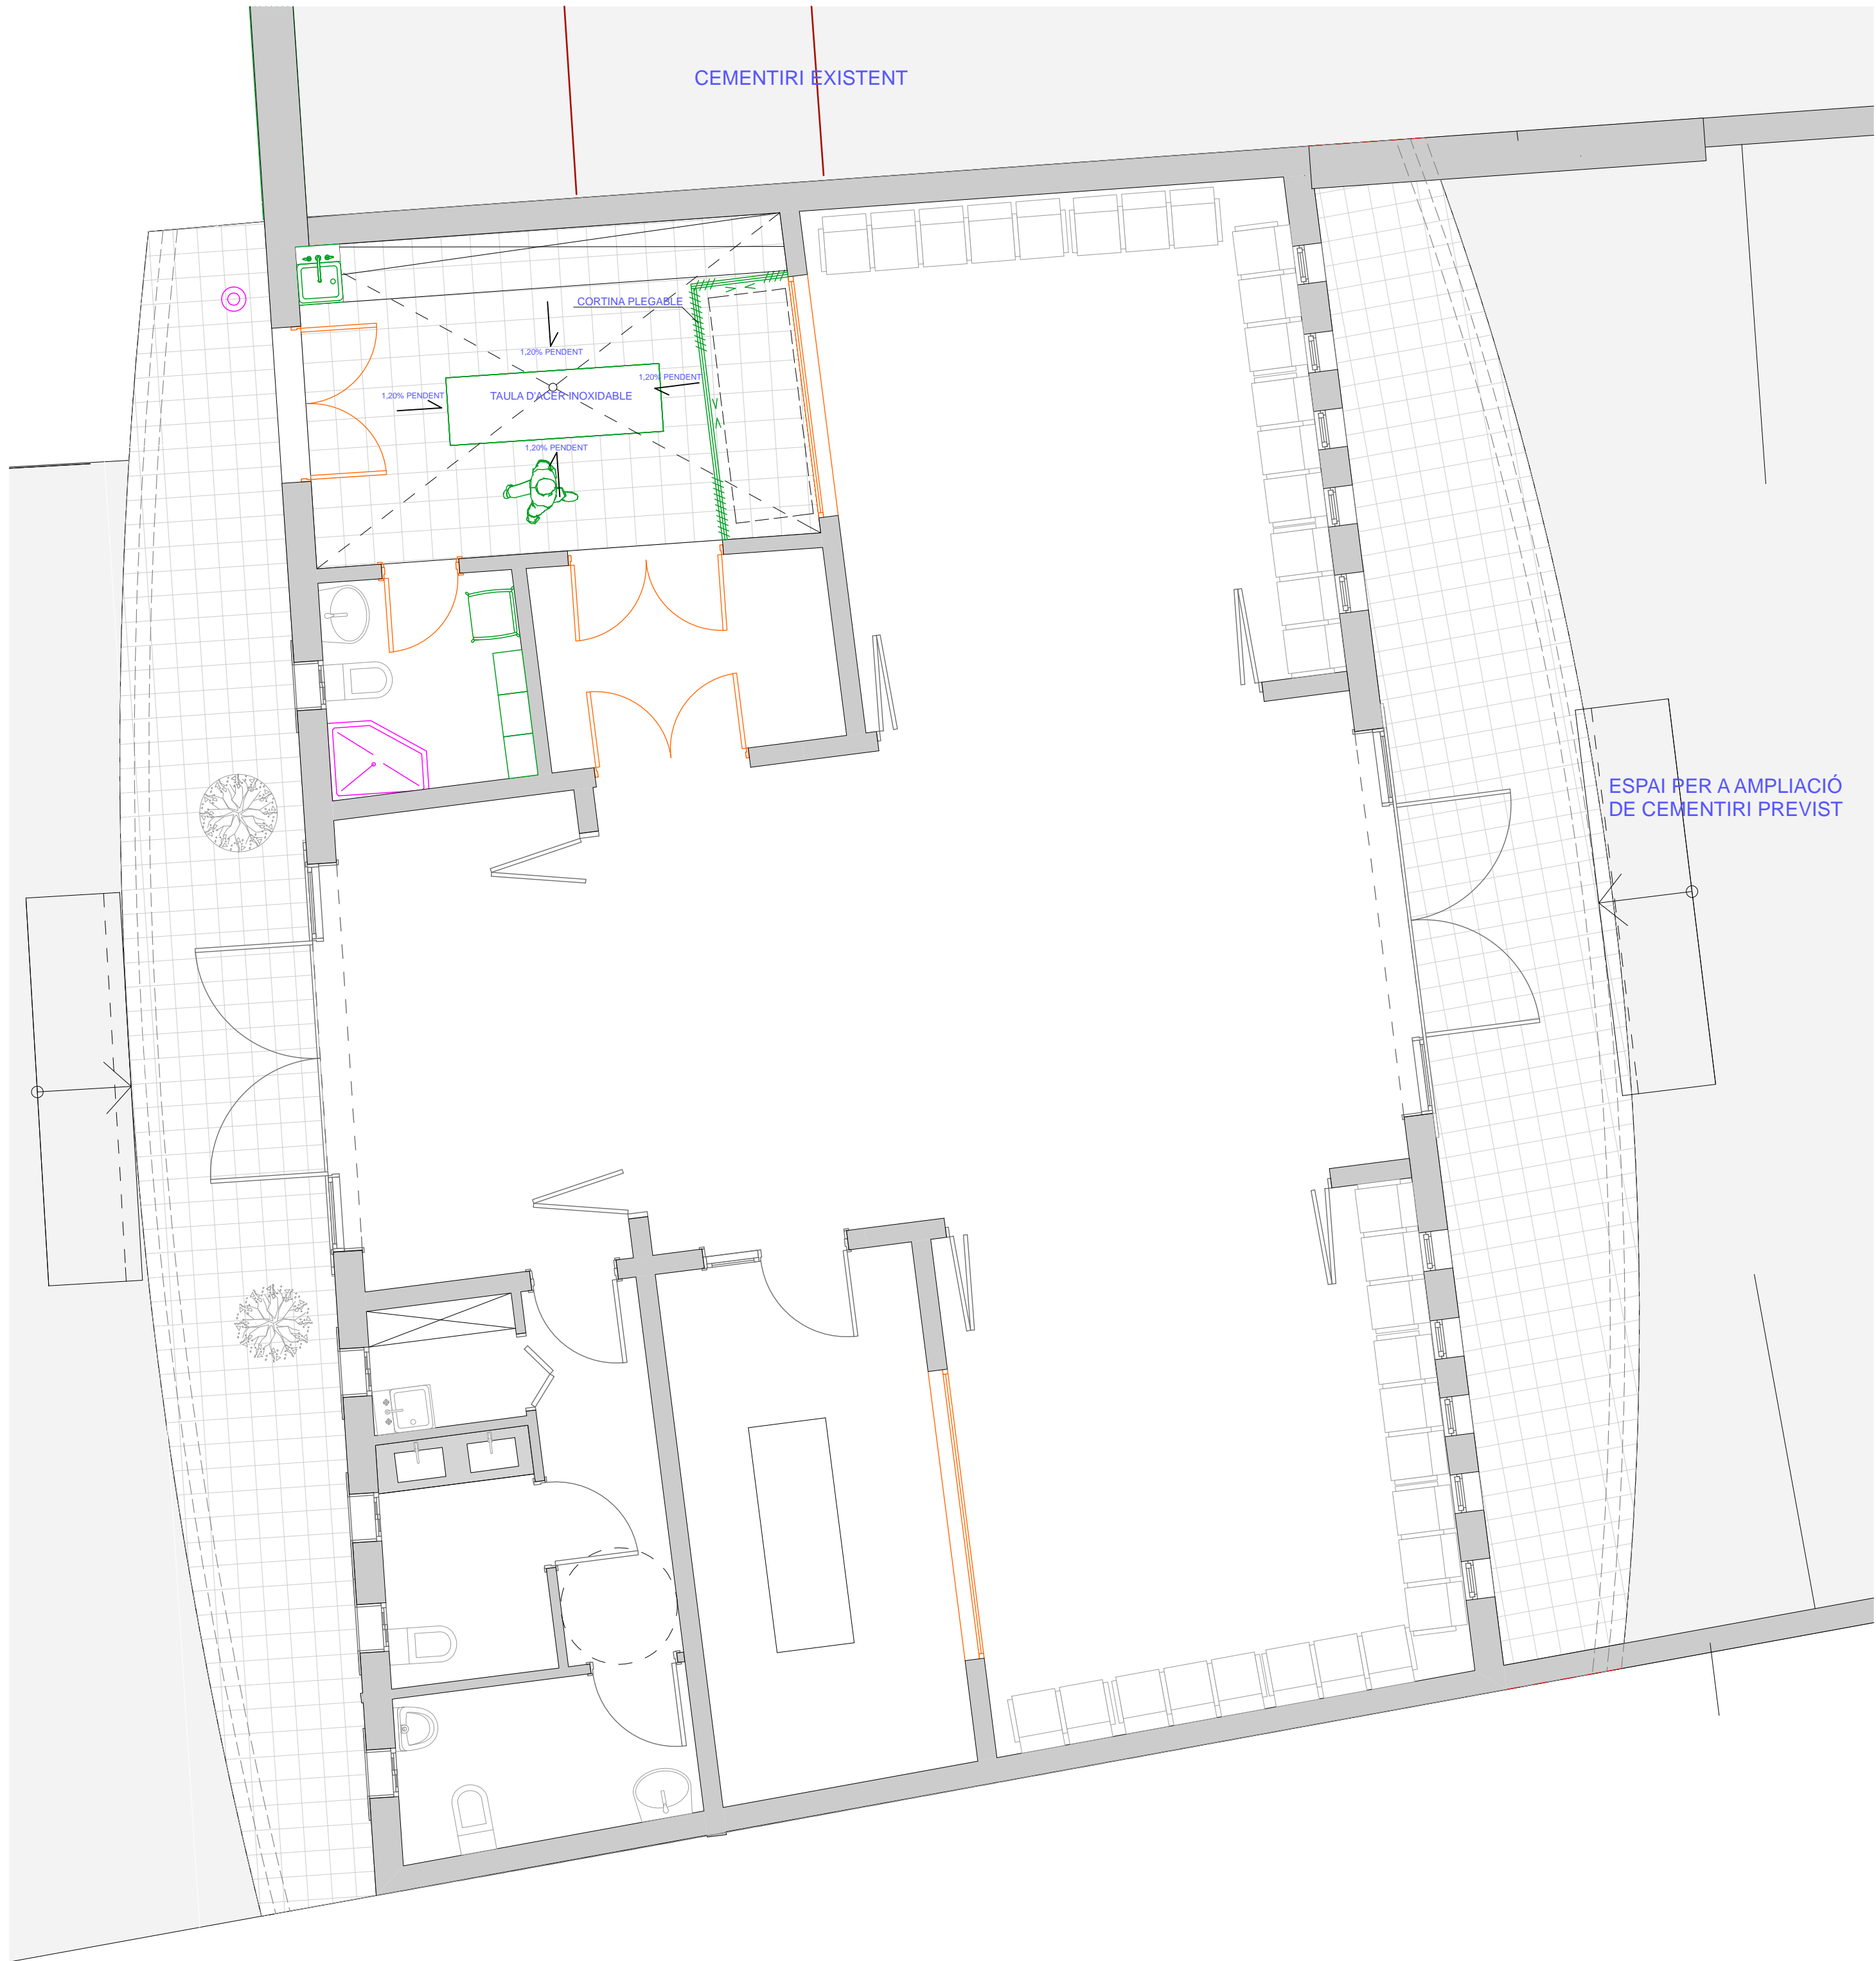 CEMENTIRI EXISTENT
CORTINA PLEGABLE
1,20% PENDENT
1,20% PENDENT
1,20% PENDENT
TAULA D'ACER INOXIDABLE
1,20% PENDENT
ESPAI PER A AMPLIACIÓ
DE CEMENTIRI PREVIST